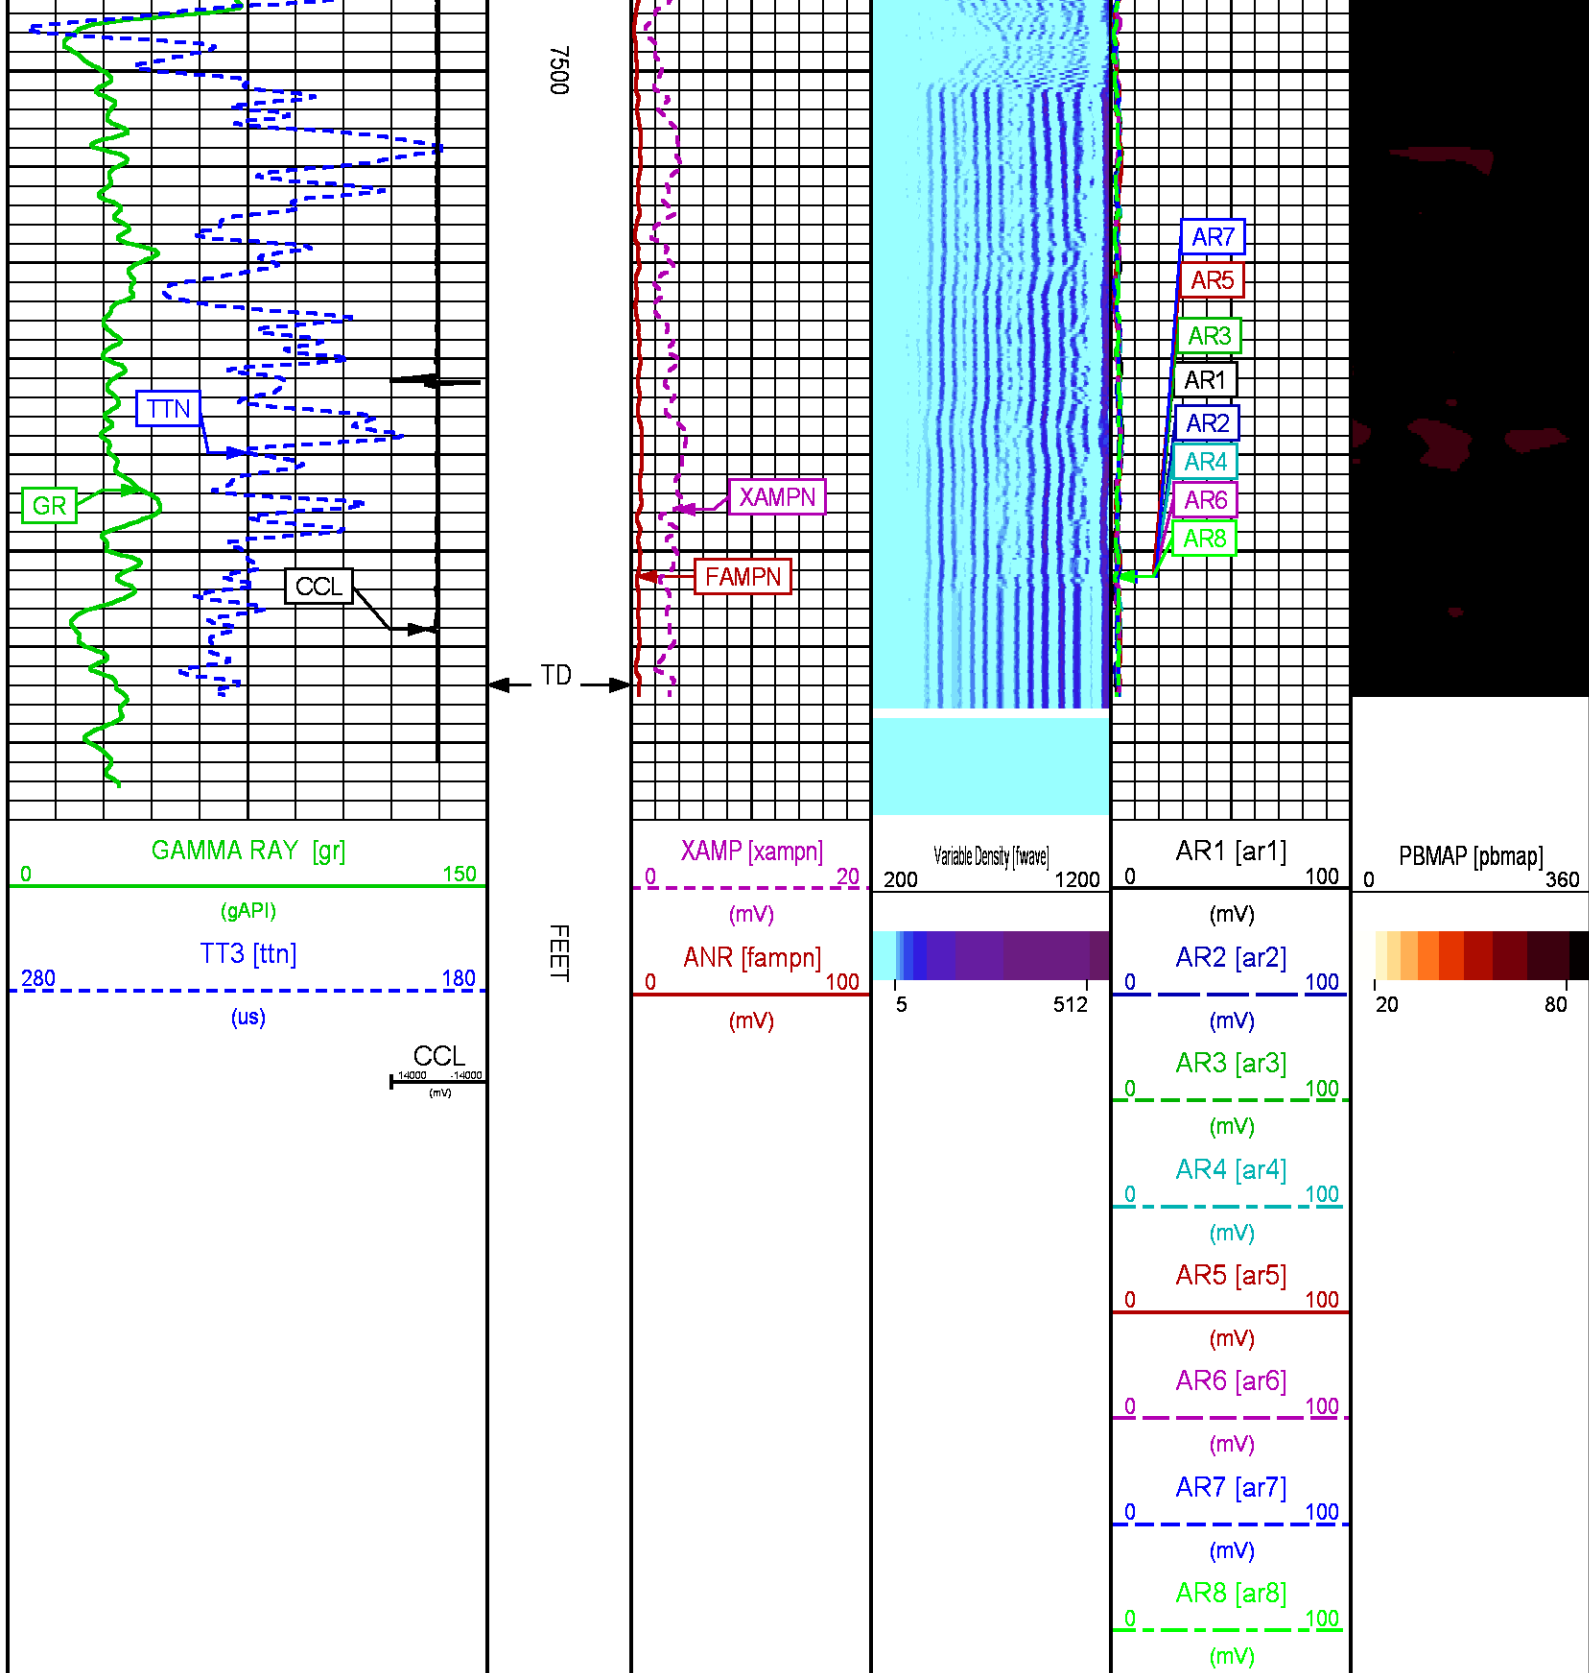 7500
AR7
AR5
AR3
AR1
TTN
AR2
AR4
GR
XAMPN
AR6
AR8
FAMPN
CCL
TD
GAMMA RAY [gr]
0 150
(gAPI)
TT3 [ttn]
280 180
(us)
CCL
14000 -14000
(mV)
FEET
XAMP [xampn]
0 20
(mV)
ANR [fampn]
0 100
(mV)
Variable Density [fwave]
200 1200
5 512
AR1 [ar1]
0 100
(mV)
AR2 [ar2]
0 100
(mV)
AR3 [ar3]
0 100
(mV)
AR4 [ar4]
0 100
(mV)
AR5 [ar5]
0 100
(mV)
AR6 [ar6]
0 100
(mV)
AR7 [ar7]
0 100
(mV)
AR8 [ar8]
0 100
(mV)
PBMAP [pbmap]
0 360
20 80